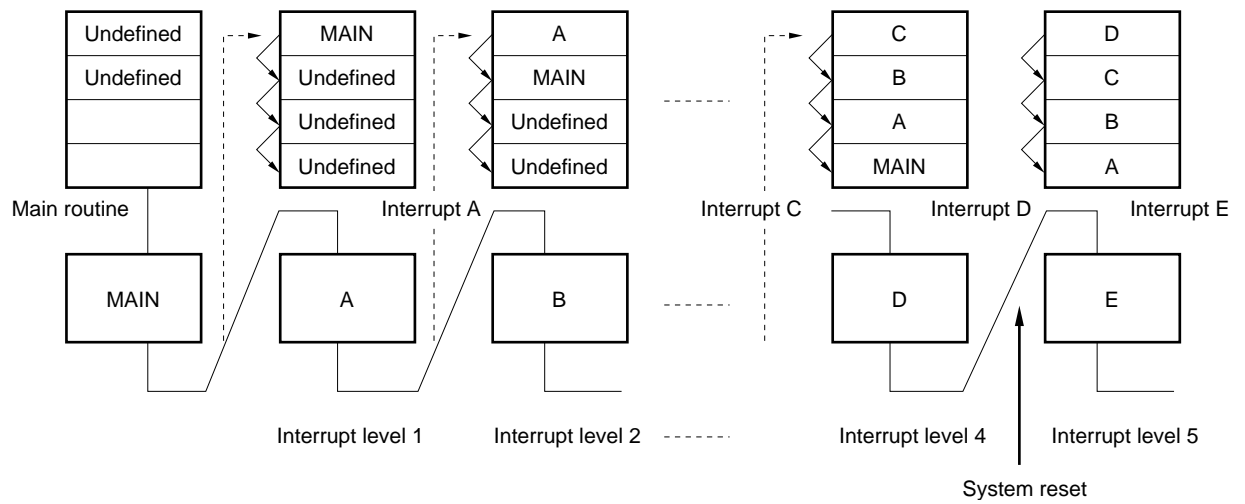 Undefined MAIN A C D
Undefined Undefined MAIN B C
Undefined Undefined A B
Undefined Undefined MAIN A
Main routine Interrupt A Interrupt C Interrupt D Interrupt E
MAIN A B D E
Interrupt level 1 Interrupt level 2 Interrupt level 4 Interrupt level 5
System reset